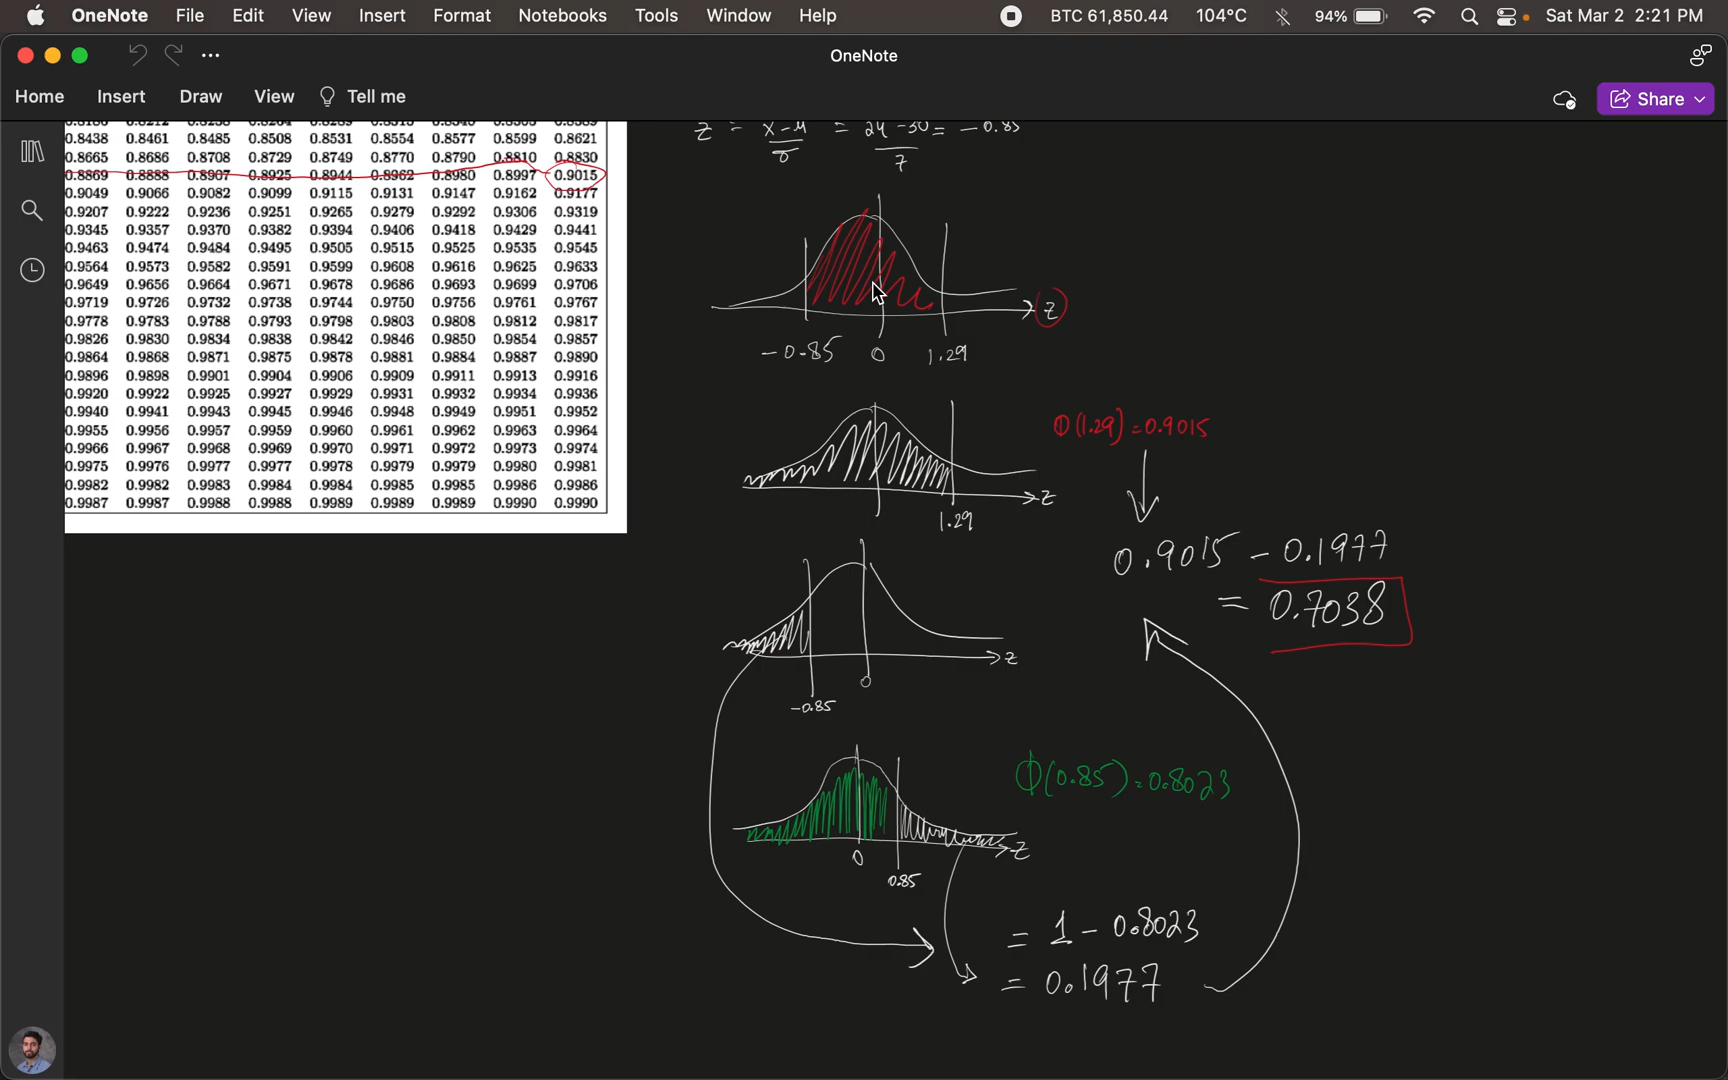 OneNote File Edit View Insert Format Notebooks Tools Window Help BTC 61,850.44 104°C 94% Sat Mar 2 2:21 PM
OneNote
Home Insert Draw View Tell me Share
0.8438 0.8461 0.8485 0.8508 0.8531 0.8554 0.8577 0.8599 0.8621
0.8665 0.8686 0.8708 0.8729 0.8749 0.8770 0.8790 0.8810 0.8830
0.8869 0.8888 0.8907 0.8925 0.8944 0.8962 0.8980 0.8997 0.9015
0.9049 0.9066 0.9082 0.9099 0.9115 0.9131 0.9147 0.9162 0.9177
0.9207 0.9222 0.9236 0.9251 0.9265 0.9279 0.9292 0.9306 0.9319
0.9345 0.9357 0.9370 0.9382 0.9394 0.9406 0.9418 0.9429 0.9441
0.9463 0.9474 0.9484 0.9495 0.9505 0.9515 0.9525 0.9535 0.9545
0.9564 0.9573 0.9582 0.9591 0.9599 0.9608 0.9616 0.9625 0.9633
0.9649 0.9656 0.9664 0.9671 0.9678 0.9686 0.9693 0.9699 0.9706
0.9719 0.9726 0.9732 0.9738 0.9744 0.9750 0.9756 0.9761 0.9767
0.9778 0.9783 0.9788 0.9793 0.9798 0.9803 0.9808 0.9812 0.9817
0.9826 0.9830 0.9834 0.9838 0.9842 0.9846 0.9850 0.9854 0.9857
0.9864 0.9868 0.9871 0.9875 0.9878 0.9881 0.9884 0.9887 0.9890
0.9896 0.9898 0.9901 0.9904 0.9906 0.9909 0.9911 0.9913 0.9916
0.9920 0.9922 0.9925 0.9927 0.9929 0.9931 0.9932 0.9934 0.9936
0.9940 0.9941 0.9943 0.9945 0.9946 0.9948 0.9949 0.9951 0.9952
0.9955 0.9956 0.9957 0.9959 0.9960 0.9961 0.9962 0.9963 0.9964
0.9966 0.9967 0.9968 0.9969 0.9970 0.9971 0.9972 0.9973 0.9974
0.9975 0.9976 0.9977 0.9977 0.9978 0.9979 0.9979 0.9980 0.9981
0.9982 0.9982 0.9983 0.9984 0.9984 0.9985 0.9985 0.9986 0.9986
0.9987 0.9987 0.9988 0.9988 0.9989 0.9989 0.9989 0.9990 0.9990
z = x-μ = 24-30 = -0.85
σ 7
z
-0.85 0 1.29
Φ(1.29)=0.9015
z
1.29
0.9015 - 0.1977
= 0.7038
z
0
-0.85
Φ(0.85)=0.8023
z
0
0.85
= 1 - 0.8023
= 0.1977